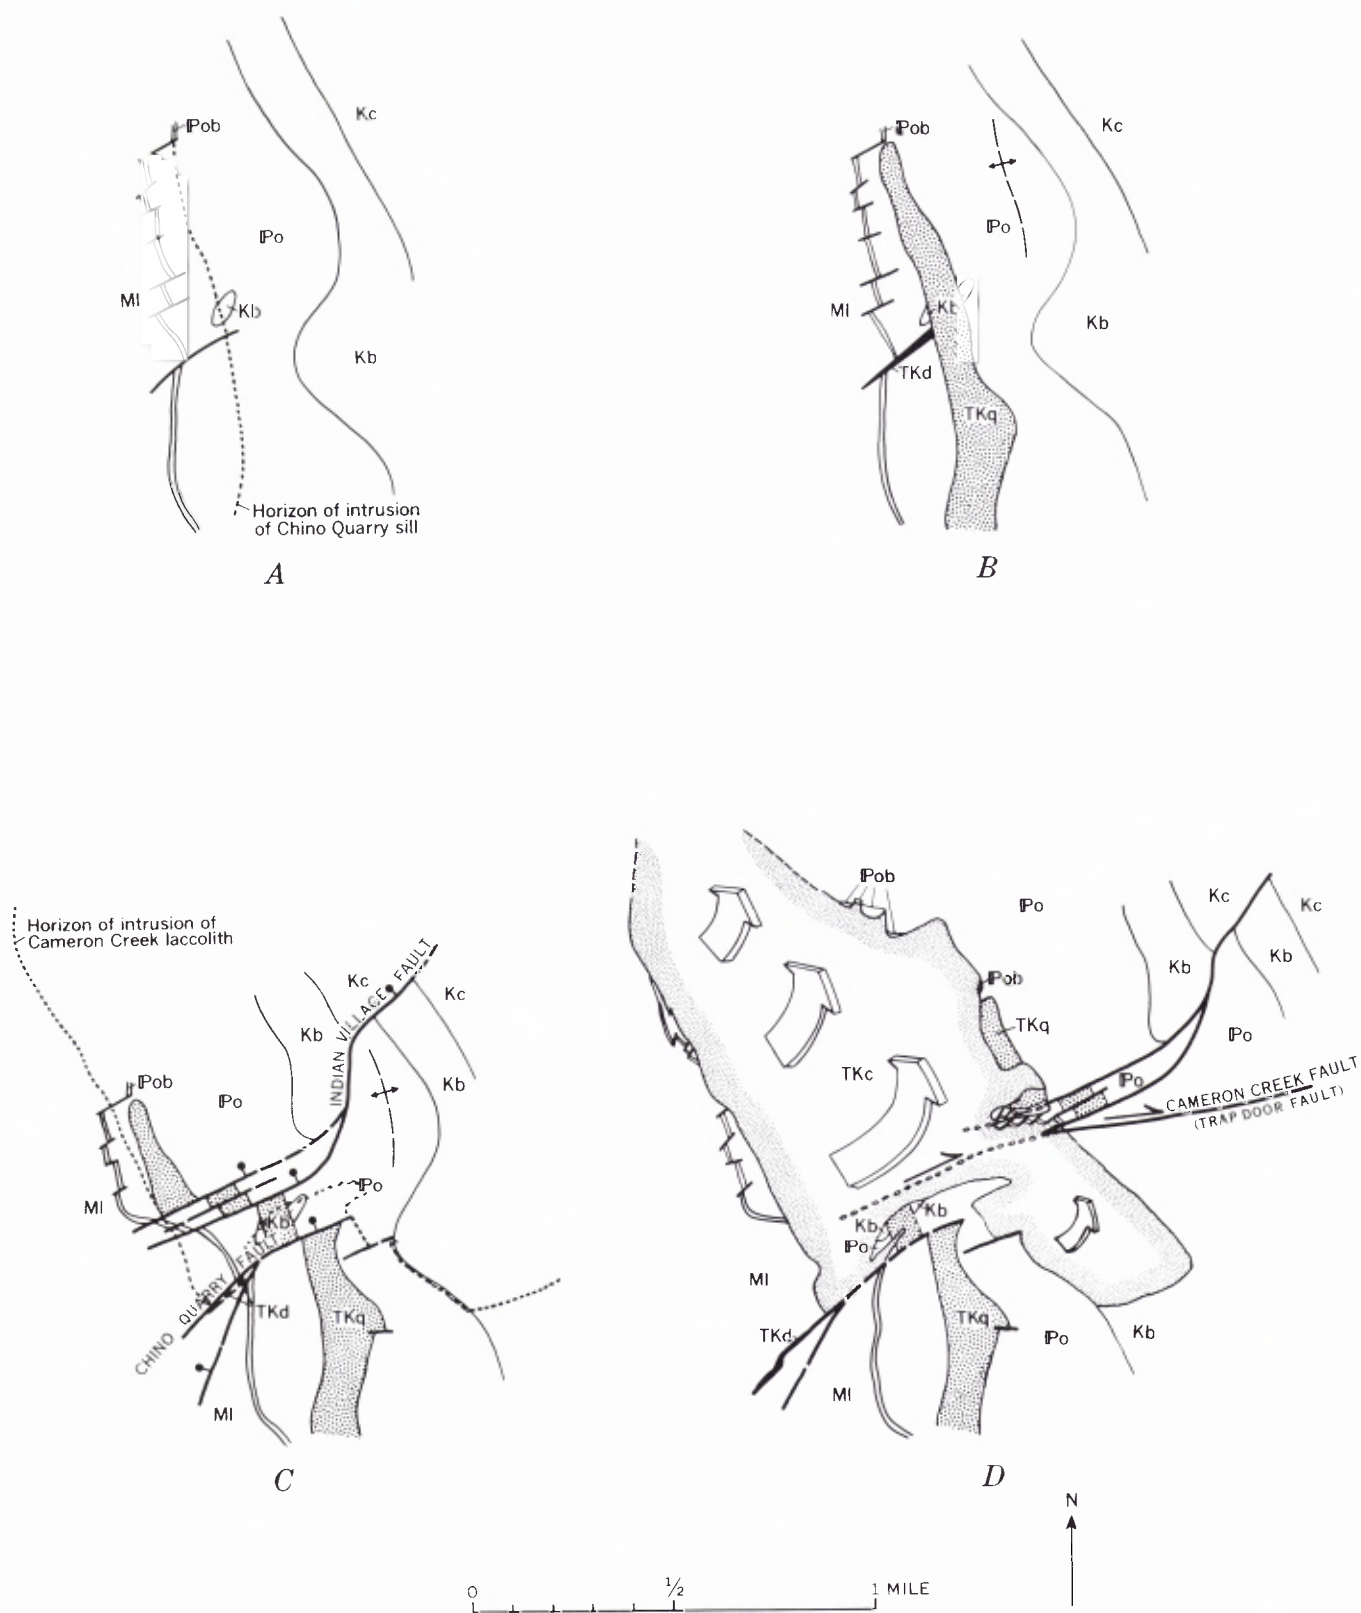 ℙob
Kc
ℙo
Ml
Kb
Kb
Horizon of intrusion
of Chino Quarry sill
A
ℙob
Kc
ℙo
Ml
Kb
Kb
TKd
TKq
B
Horizon of intrusion of
Cameron Creek laccolith
Kc
Kc
Kb
INDIAN VILLAGE FAULT
ℙob
ℙo
Kb
ℙo
Ml
Kb
CHINO QUARRY FAULT
TKd
TKq
Ml
C
ℙob
ℙo
Kc
Kc
Kb
Kb
ℙob
TKq
ℙo
TKc
ℙo
CAMERON CREEK FAULT
(TRAP DOOR FAULT)
Kb
Kb
ℙo
Ml
TKd
TKq
ℙo
Kb
Ml
D
N
0 1/2 1 MILE